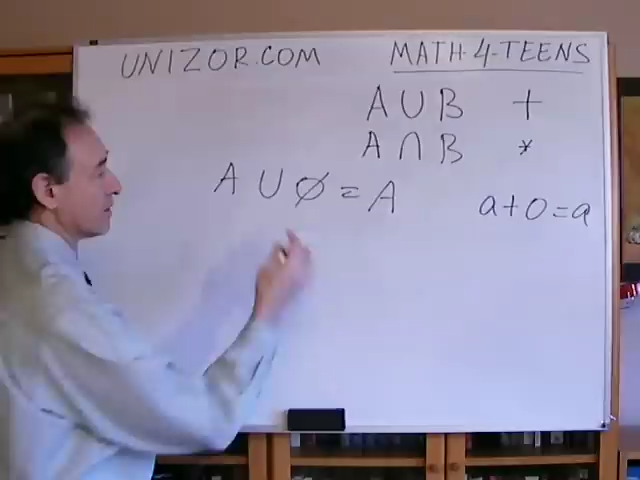 UNIZOR.COM MATH-4-TEENS
A ∪ B +
A ∩ B *
A ∪ ∅ = A a+0=a